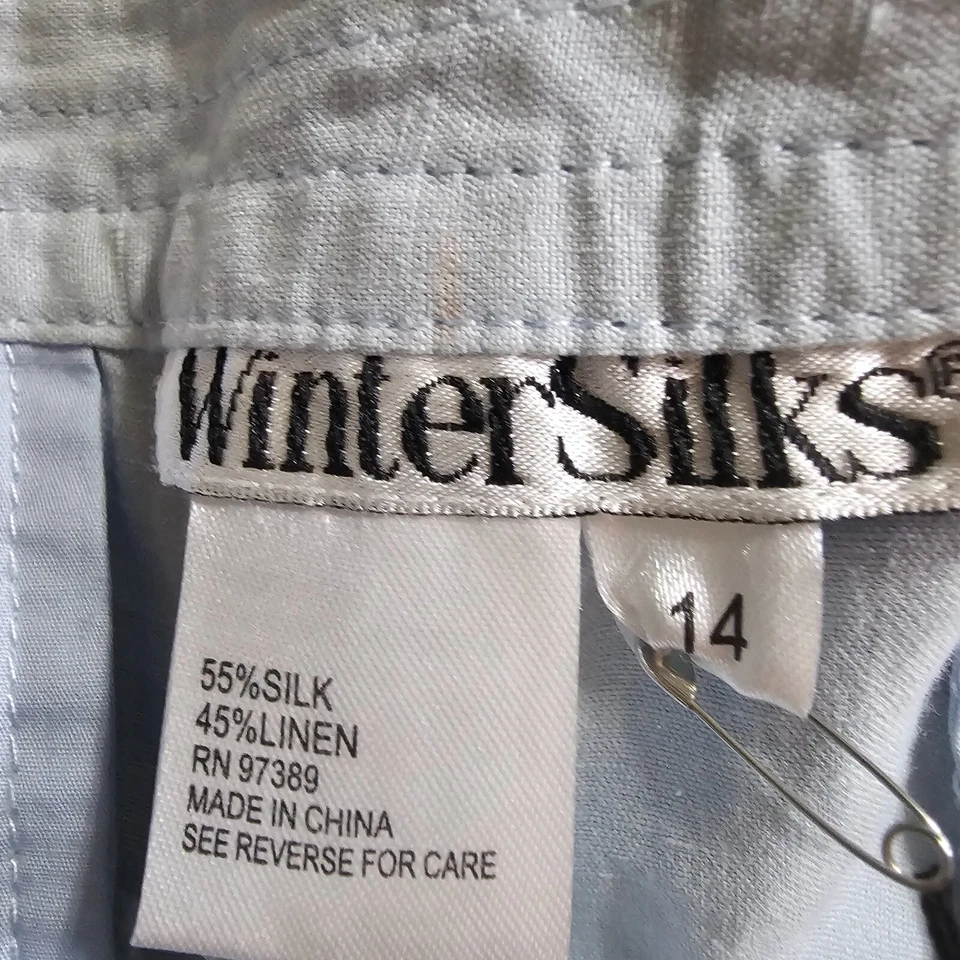 WinterSilks®
14
55%SILK
45%LINEN
RN 97389
MADE IN CHINA
SEE REVERSE FOR CARE